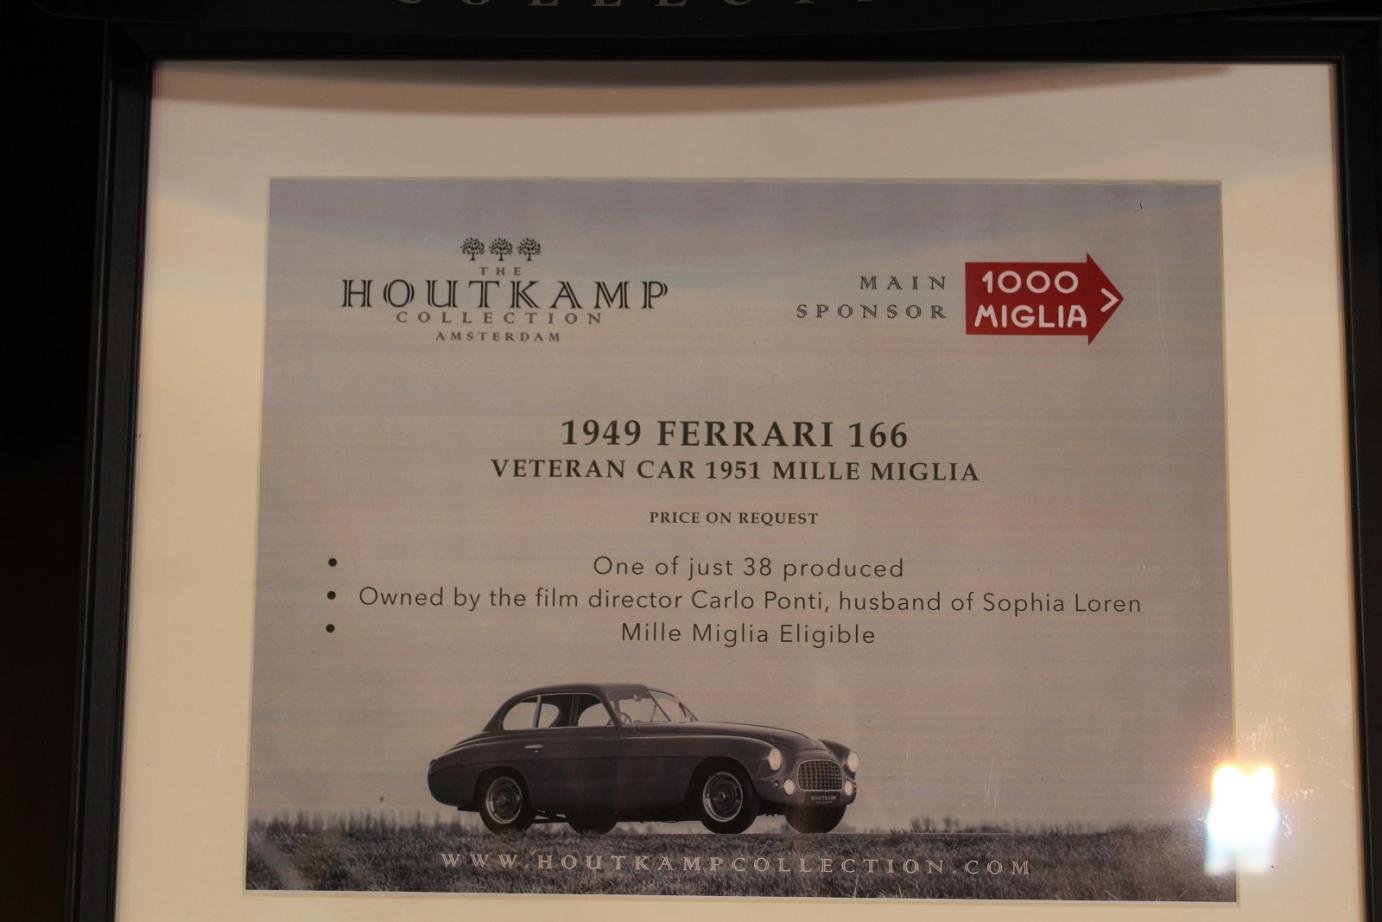 THE
HOUTKAMP
COLLECTION
AMSTERDAM
MAIN
SPONSOR
1000
MIGLIA
1949 FERRARI 166
VETERAN CAR 1951 MILLE MIGLIA
PRICE ON REQUEST
• One of just 38 produced
• Owned by the film director Carlo Ponti, husband of Sophia Loren
• Mille Miglia Eligible
HOUTKAMP
WWW.HOUTKAMPCOLLECTION.COM